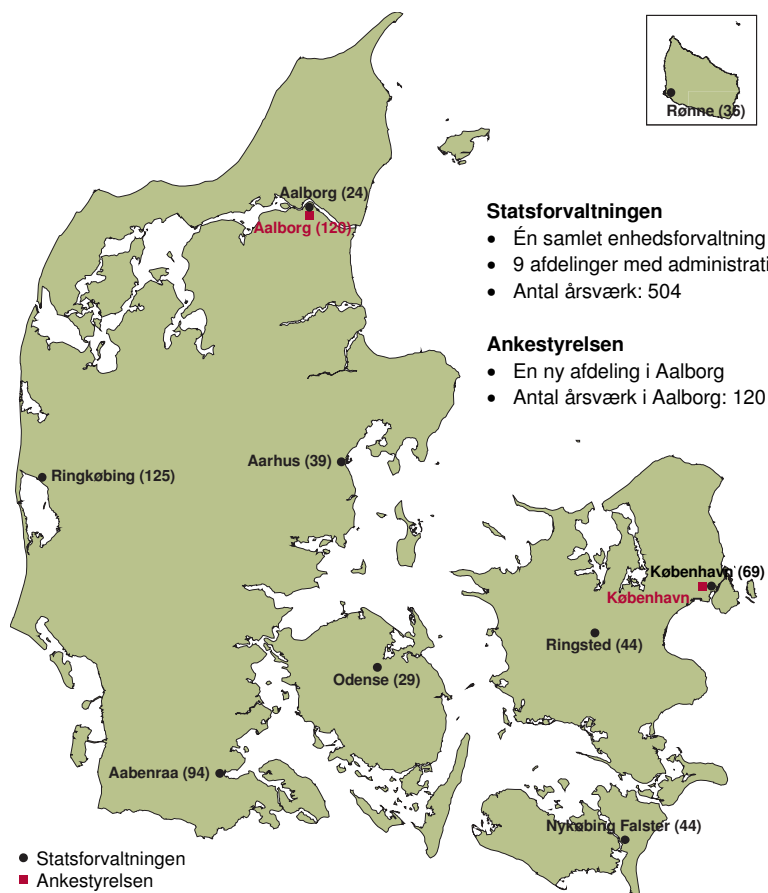 Rønne (36)
Aalborg (24)
Aalborg (120)
Statsforvaltningen
• Én samlet enhedsforvaltning
• 9 afdelinger med administrati
• Antal årsværk: 504
Ankestyrelsen
• En ny afdeling i Aalborg
• Antal årsværk i Aalborg: 120
Aarhus (39)
Ringkøbing (125)
København (69)
København
Ringsted (44)
Odense (29)
Aabenraa (94)
Nykøbing Falster (44)
Statsforvaltningen
Ankestyrelsen